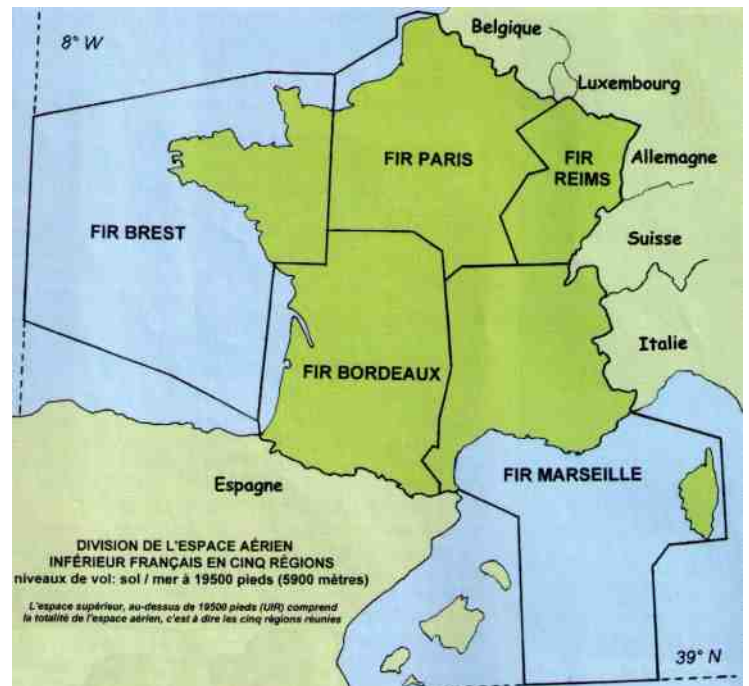 8° W
Belgique
Luxembourg
FIR PARIS
FIR
REIMS
Allemagne
Suisse
FIR BREST
Italie
FIR BORDEAUX
FIR MARSEILLE
Espagne
DIVISION DE L'ESPACE AÉRIEN
INFÉRIEUR FRANÇAIS EN CINQ RÉGIONS
niveaux de vol: sol / mer à 19500 pieds (5900 mètres)
L'espace supérieur, au-dessus de 19500 pieds (UIR) comprend
la totalité de l'espace aérien, c'est à dire les cinq régions réunies
39° N